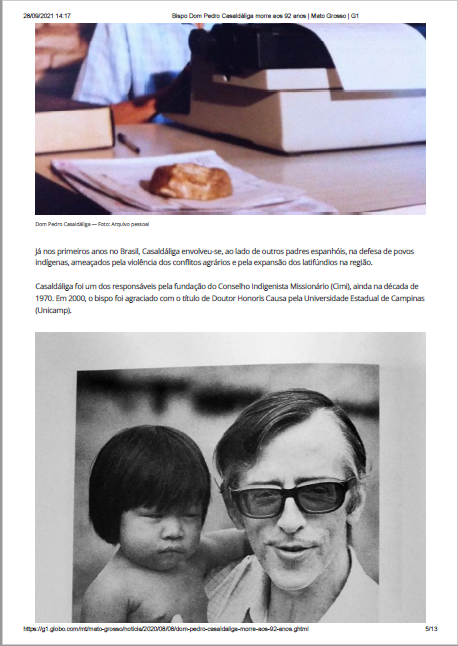 28/09/2021 14:17 Bispo Dom Pedro Casaldáliga morre aos 92 anos | Mato Grosso | G1
Dom Pedro Casaldáliga — Foto: Arquivo pessoal
Já nos primeiros anos no Brasil, Casaldáliga envolveu-se, ao lado de outros padres espanhóis, na defesa de povos
indígenas, ameaçados pela violência dos conflitos agrários e pela expansão dos latifúndios na região.
Casaldáliga foi um dos responsáveis pela fundação do Conselho Indigenista Missionário (Cimi), ainda na década de
1970. Em 2000, o bispo foi agraciado com o título de Doutor Honoris Causa pela Universidade Estadual de Campinas
(Unicamp).
https://g1.globo.com/mt/mato-grosso/noticia/2020/08/08/dom-pedro-casaldaliga-morre-aos-92-anos.ghtml 5/13